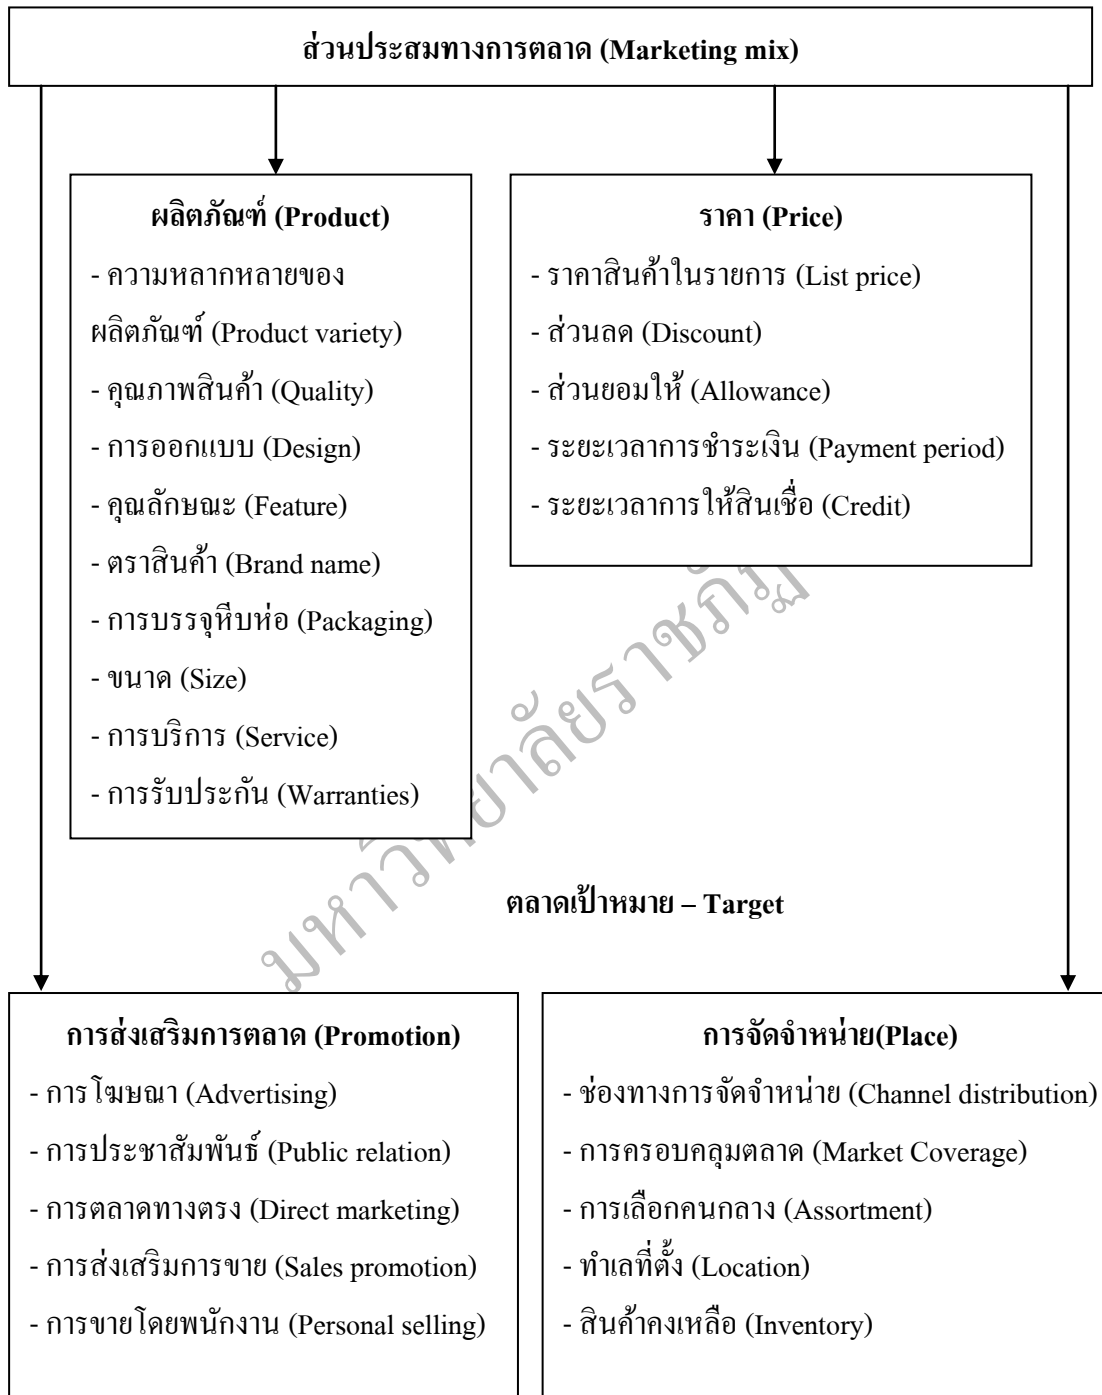 ส่วนประสมทางการตลาด (Marketing mix)
ผลิตภัณฑ์ (Product)
- ความหลากหลายของ
ผลิตภัณฑ์ (Product variety)
- คุณภาพสินค้า (Quality)
- การออกแบบ (Design)
- คุณลักษณะ (Feature)
- ตราสินค้า (Brand name)
- การบรรจุหีบห่อ (Packaging)
- ขนาด (Size)
- การบริการ (Service)
- การรับประกัน (Warranties)
ราคา (Price)
- ราคาสินค้าในรายการ (List price)
- ส่วนลด (Discount)
- ส่วนยอมให้ (Allowance)
- ระยะเวลาการชำระเงิน (Payment period)
- ระยะเวลาการให้สินเชื่อ (Credit)
มหาวิทยาลัยราชภัฏ
ตลาดเป้าหมาย – Target
การส่งเสริมการตลาด (Promotion)
- การโฆษณา (Advertising)
- การประชาสัมพันธ์ (Public relation)
- การตลาดทางตรง (Direct marketing)
- การส่งเสริมการขาย (Sales promotion)
- การขายโดยพนักงาน (Personal selling)
การจัดจำหน่าย(Place)
- ช่องทางการจัดจำหน่าย (Channel distribution)
- การครอบคลุมตลาด (Market Coverage)
- การเลือกคนกลาง (Assortment)
- ทำเลที่ตั้ง (Location)
- สินค้าคงเหลือ (Inventory)